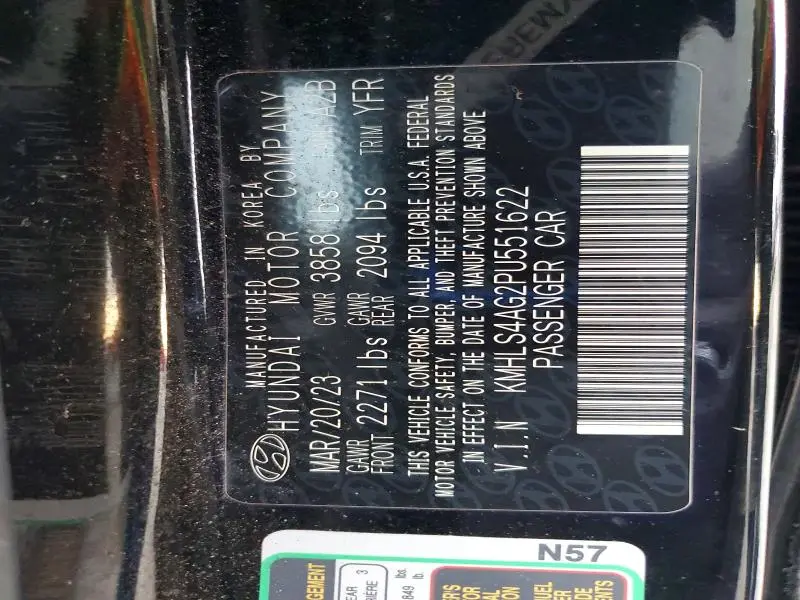 MANUFACTURED IN KOREA BY
HYUNDAI MOTOR COMPANY
MAR/20/23 GVWR 3858 lbs A2B
GAWR FRONT 2271 lbs GAWR REAR 2094 lbs TRIM YFR
THIS VEHICLE CONFORMS TO ALL APPLICABLE U.S.A. FEDERAL
MOTOR VEHICLE SAFETY, BUMPER AND THEFT PREVENTION STANDARDS
IN EFFECT ON THE DATE OF MANUFACTURE SHOWN ABOVE
V.I.N KMHLS4AG2PU551622
PASSENGER CAR
N57
3